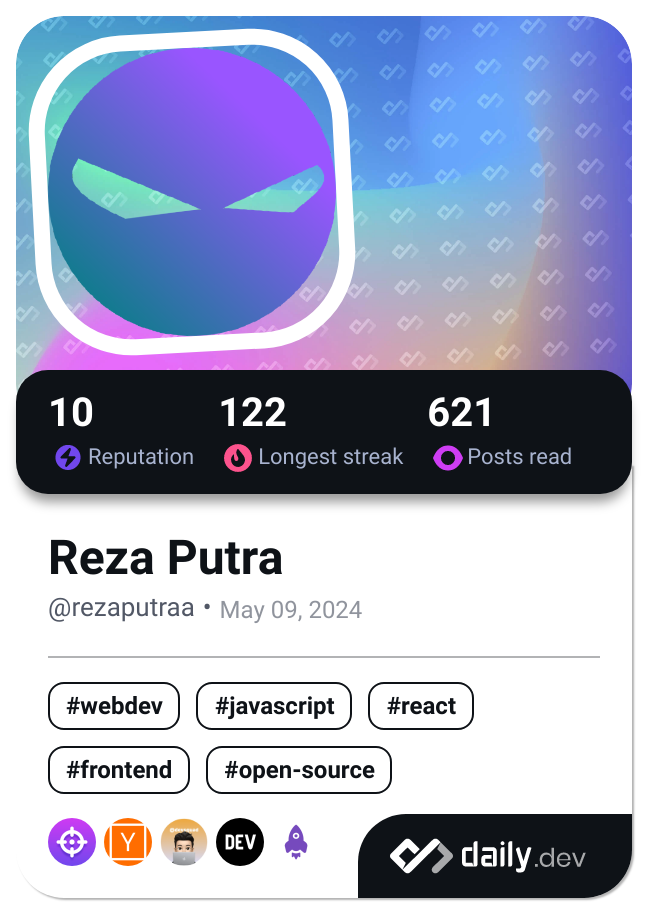 10 122 621
Reputation Longest streak Posts read
Reza Putra
@rezaputraa • May 09, 2024
#webdev #javascript #react
#frontend #open-source
Y DEV
daily.dev